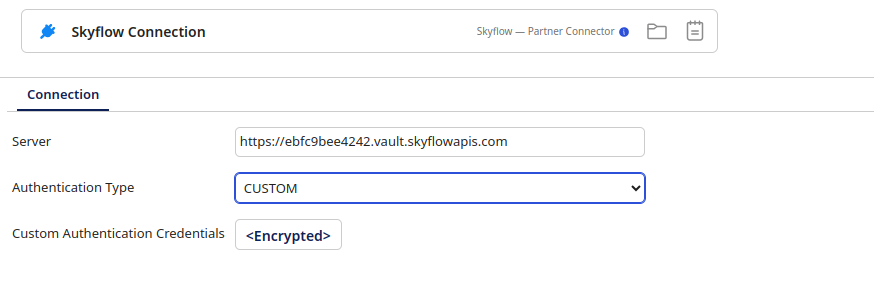 Skyflow Connection
Skyflow — Partner Connector
Connection
Server https://ebfc9bee4242.vault.skyflowapis.com
Authentication Type CUSTOM
Custom Authentication Credentials <Encrypted>